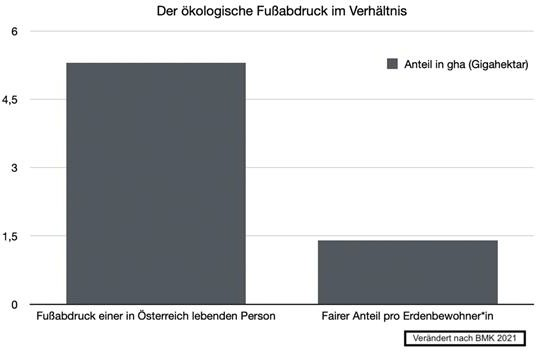 Der ökologische Fußabdruck im Verhältnis
6
Anteil in gha (Gigahektar)
4,5
3
1,5
0
Fußabdruck einer in Österreich lebenden Person
Fairer Anteil pro Erdenbewohner*in
Verändert nach BMK 2021